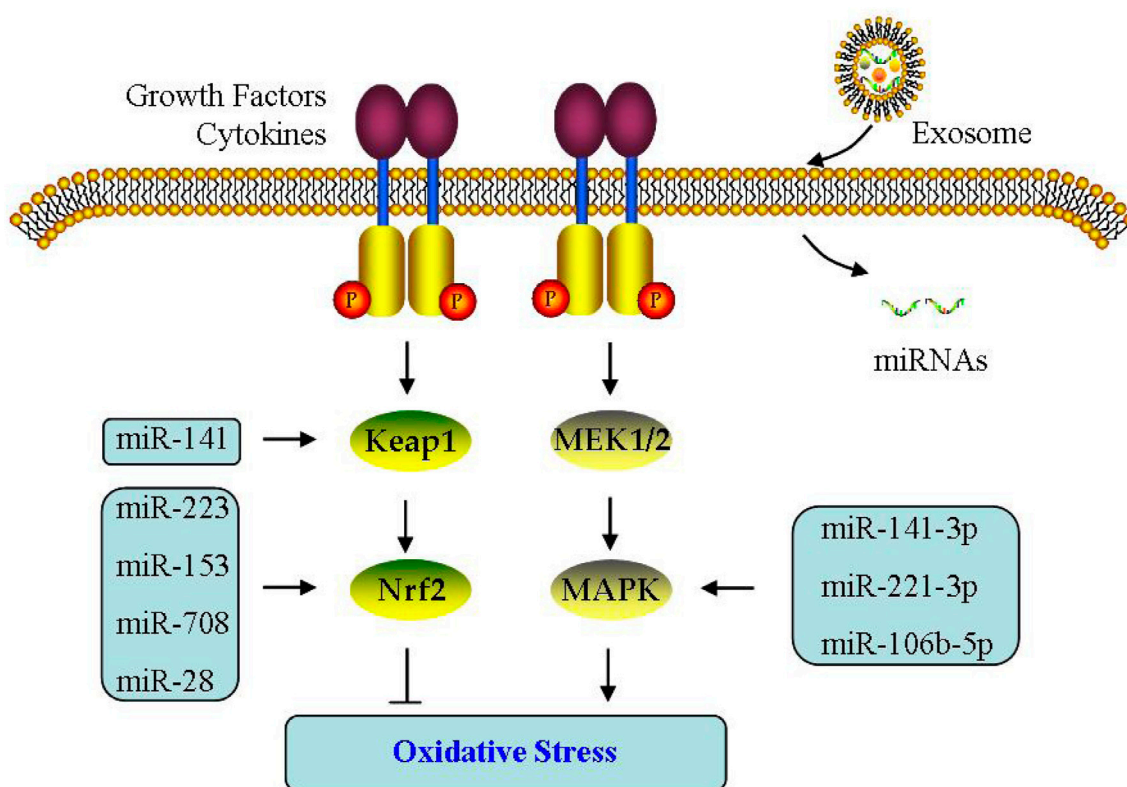 Growth Factors
Cytokines
Exosome
P
P
P
P
miRNAs
miR-141
Keap1
MEK1/2
miR-223
miR-153
miR-708
miR-28
Nrf2
MAPK
miR-141-3p
miR-221-3p
miR-106b-5p
Oxidative Stress